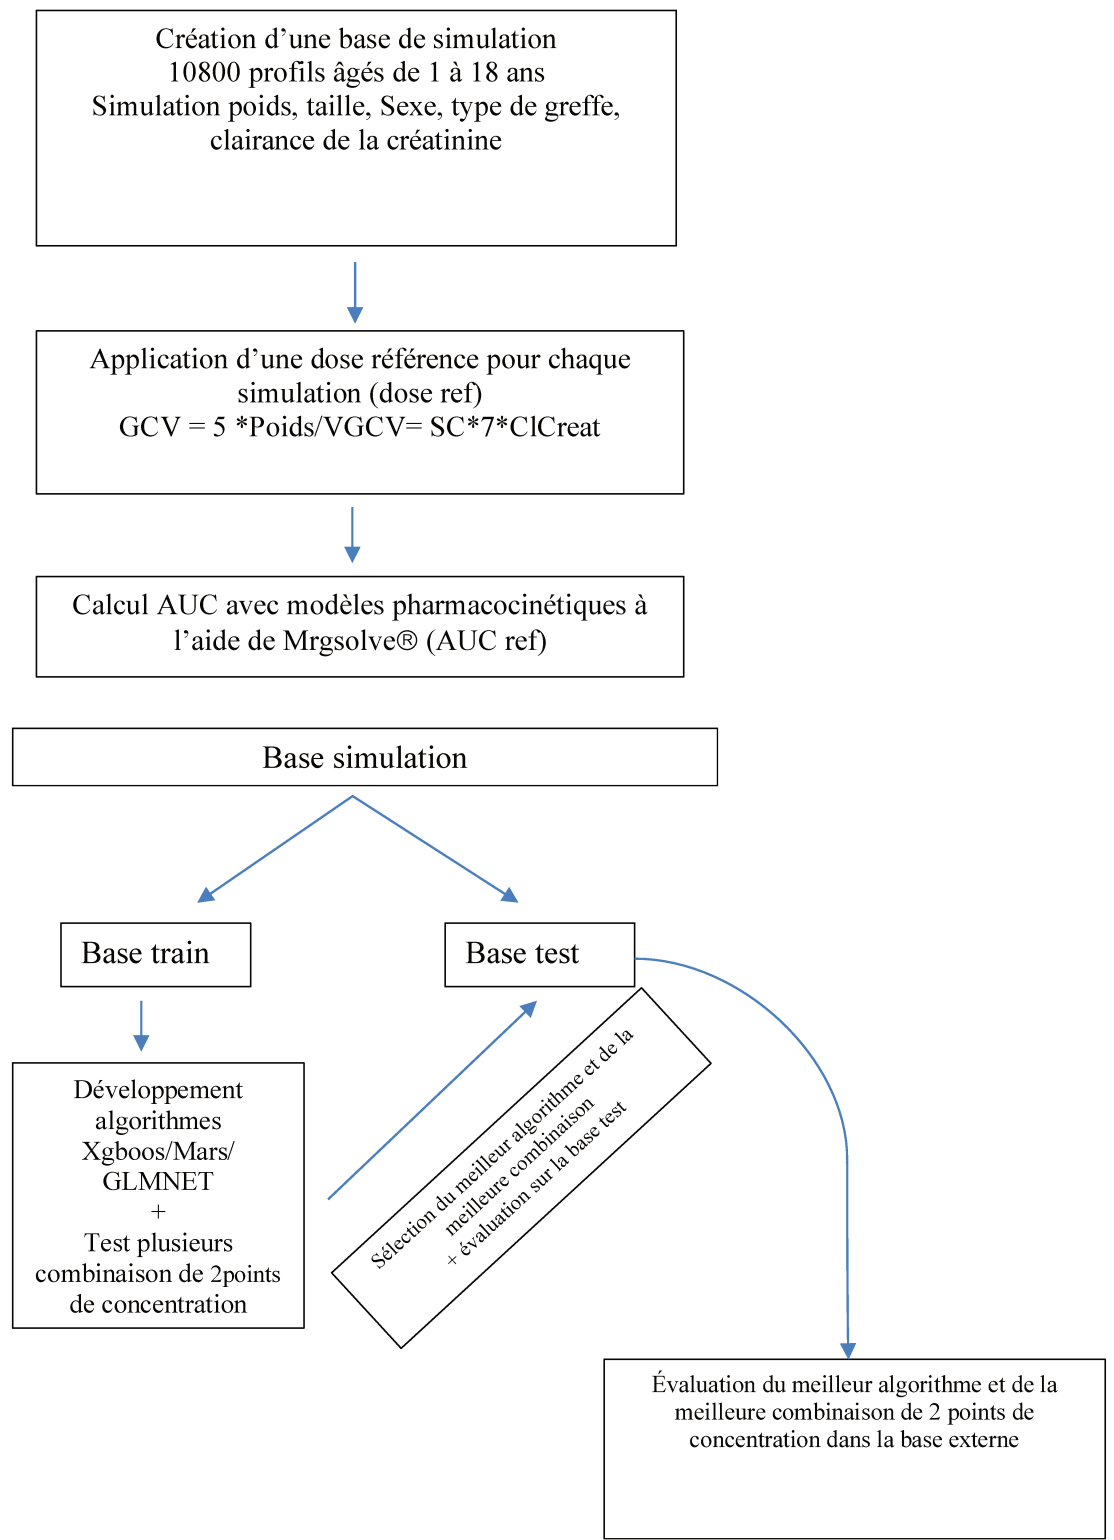 Création d’une base de simulation
10800 profils âgés de 1 à 18 ans
Simulation poids, taille, Sexe, type de greffe,
clairance de la créatinine
Application d’une dose référence pour chaque
simulation (dose ref)
GCV = 5 *Poids/VGCV= SC*7*ClCreat
Calcul AUC avec modèles pharmacocinétiques à
l’aide de Mrgsolve® (AUC ref)
Base simulation
Base train
Base test
Développement
algorithmes
Xgboos/Mars/
GLMNET
+
Test plusieurs
combinaison de 2points
de concentration
Sélection du meilleur algorithme et de la
meilleure combinaison
+ évaluation sur la base test
Évaluation du meilleur algorithme et de la
meilleure combinaison de 2 points de
concentration dans la base externe